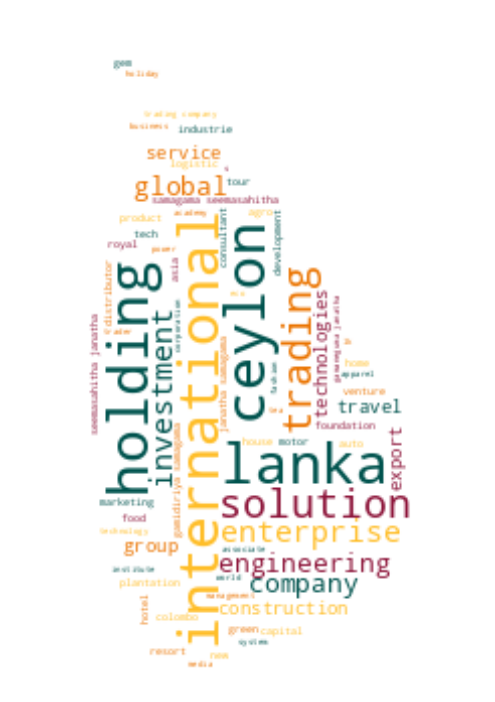 gem
holiday
trading company
business
industrie
service
logistic
global
tour
samagama seemasahitha
product
academy
agro
tech
consultant
development
royal
power
asia
international
ceylon
holding
investment
corporation
distributor
trading
technologies
seemasahitha janatha
janatha samagama
gamidiriya samagama
home
apparel
fashion
venture
tea
travel
foundation
house
motor
auto
lanka
export
solution
marketing
food
technology
enterprise
group
associate
engineering
institute
world
company
plantation
management
construction
hotel
colombo
green
capital
system
resort
new
media